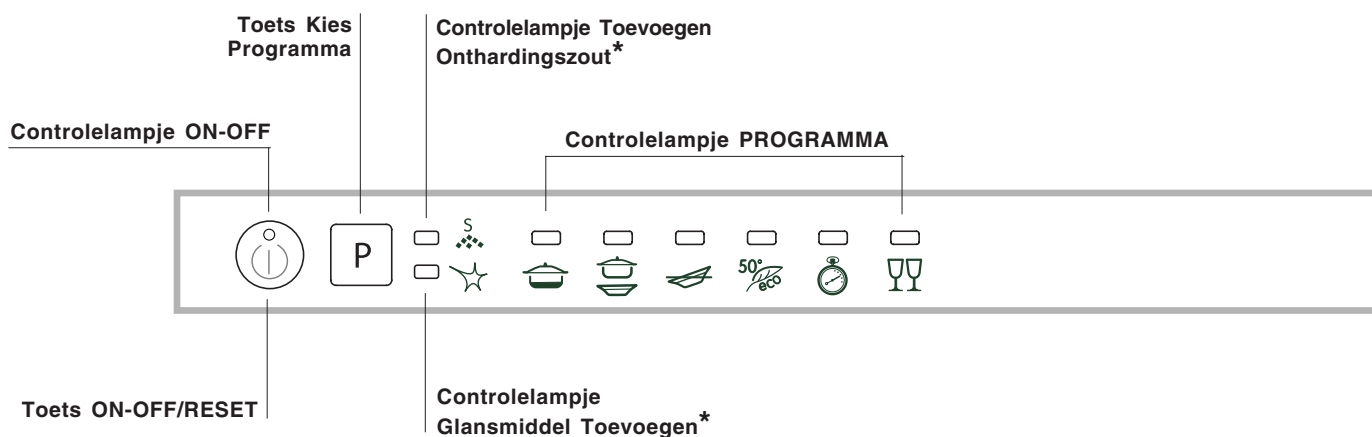 Toets Kies
Programma
Controlelampje Toevoegen
Onthardingszout*
Controlelampje ON-OFF
Controlelampje PROGRAMMA
P
S
50°
eco
Toets ON-OFF/RESET
Controlelampje
Glansmiddel Toevoegen*